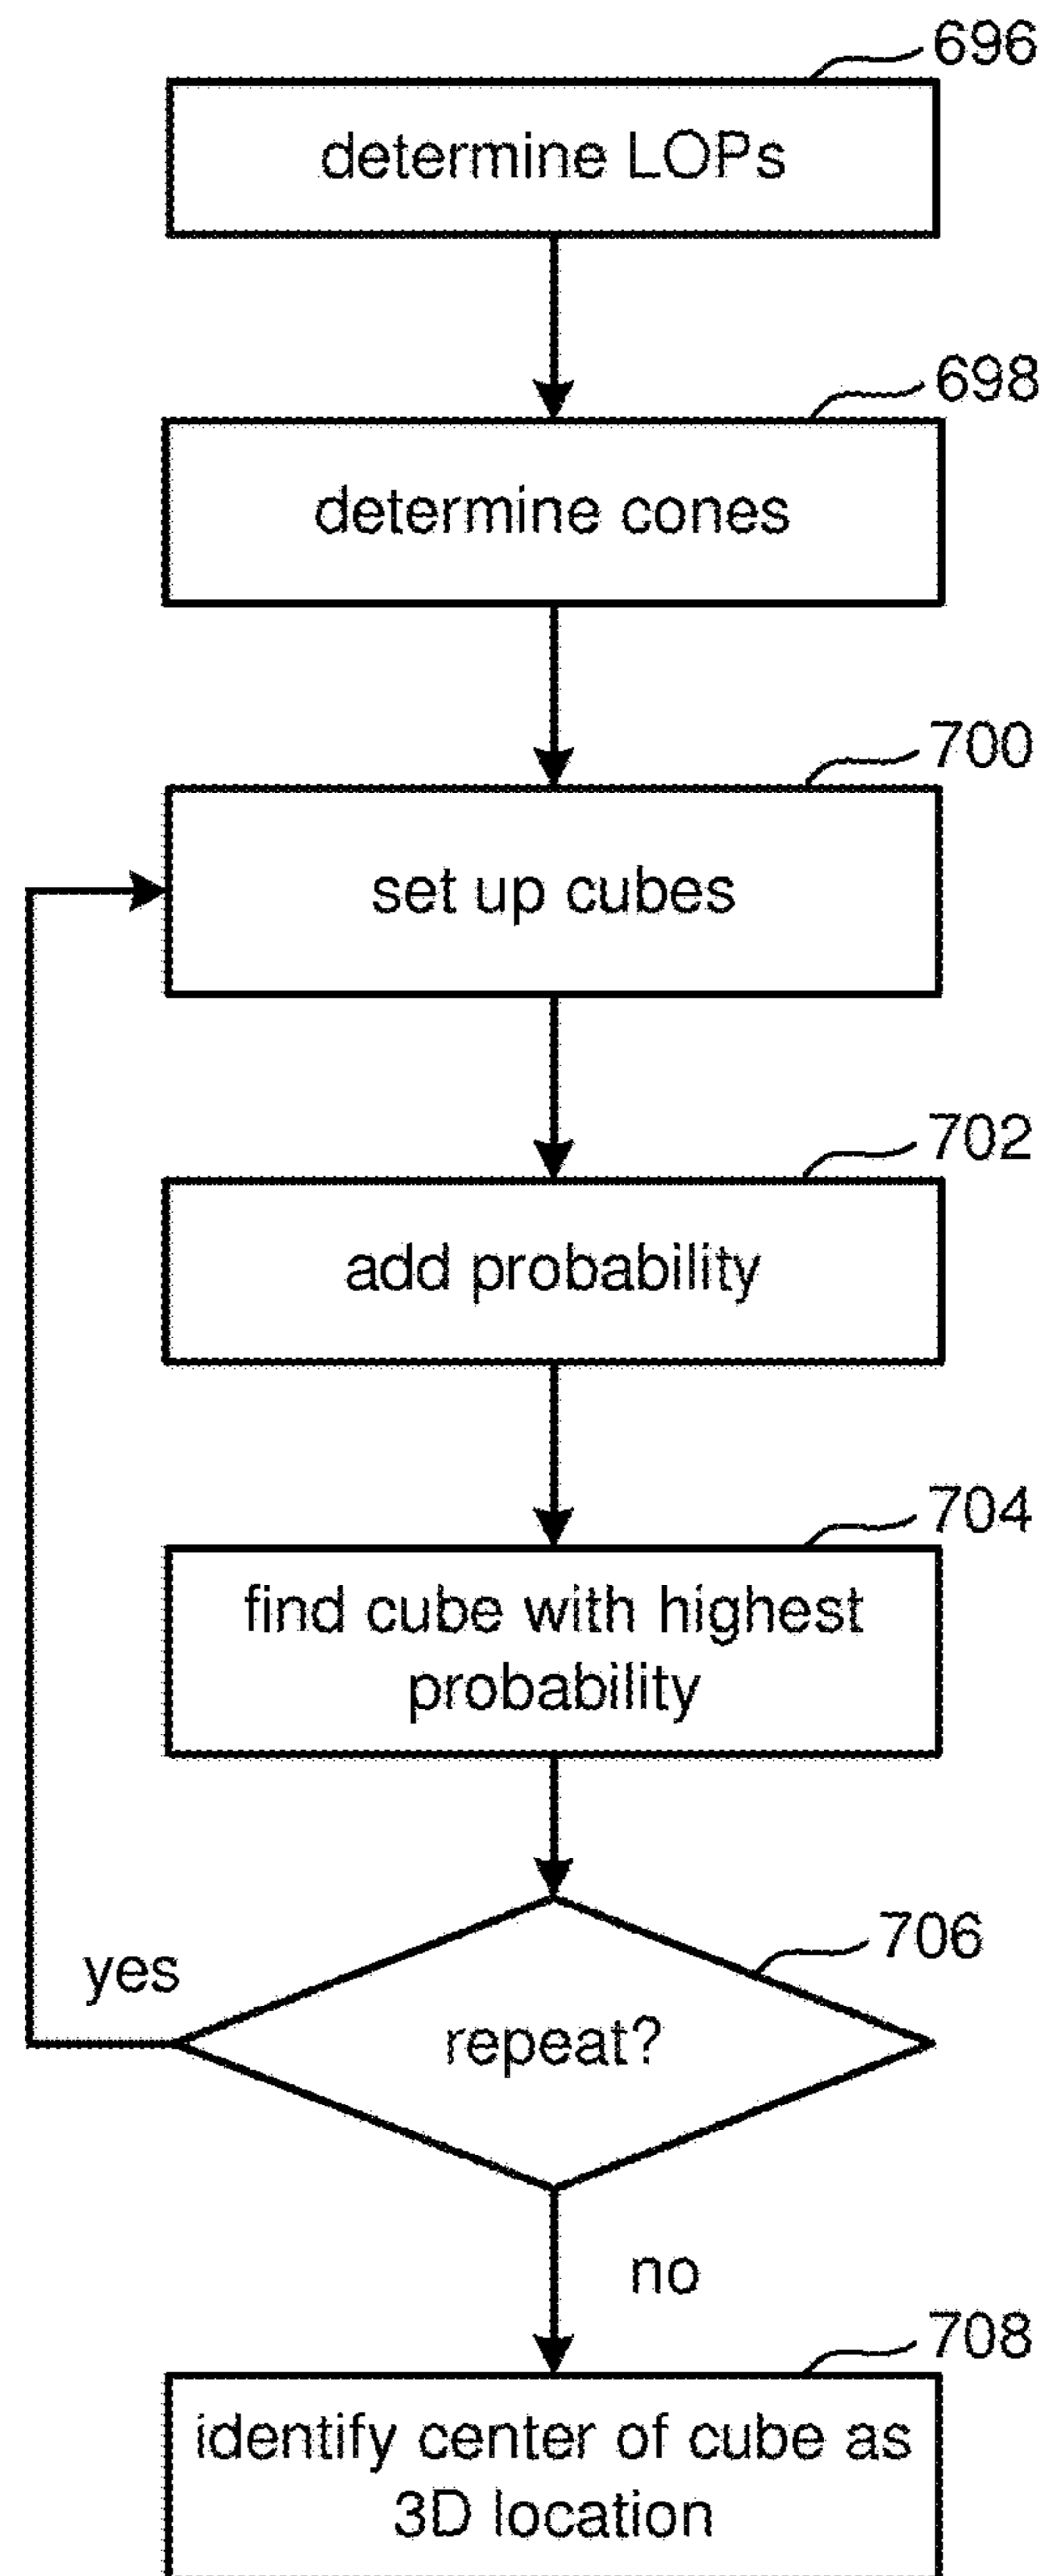 696
determine LOPs
698
determine cones
700
set up cubes
702
add probability
704
find cube with highest
probability
706
yes
repeat?
no
708
identify center of cube as
3D location